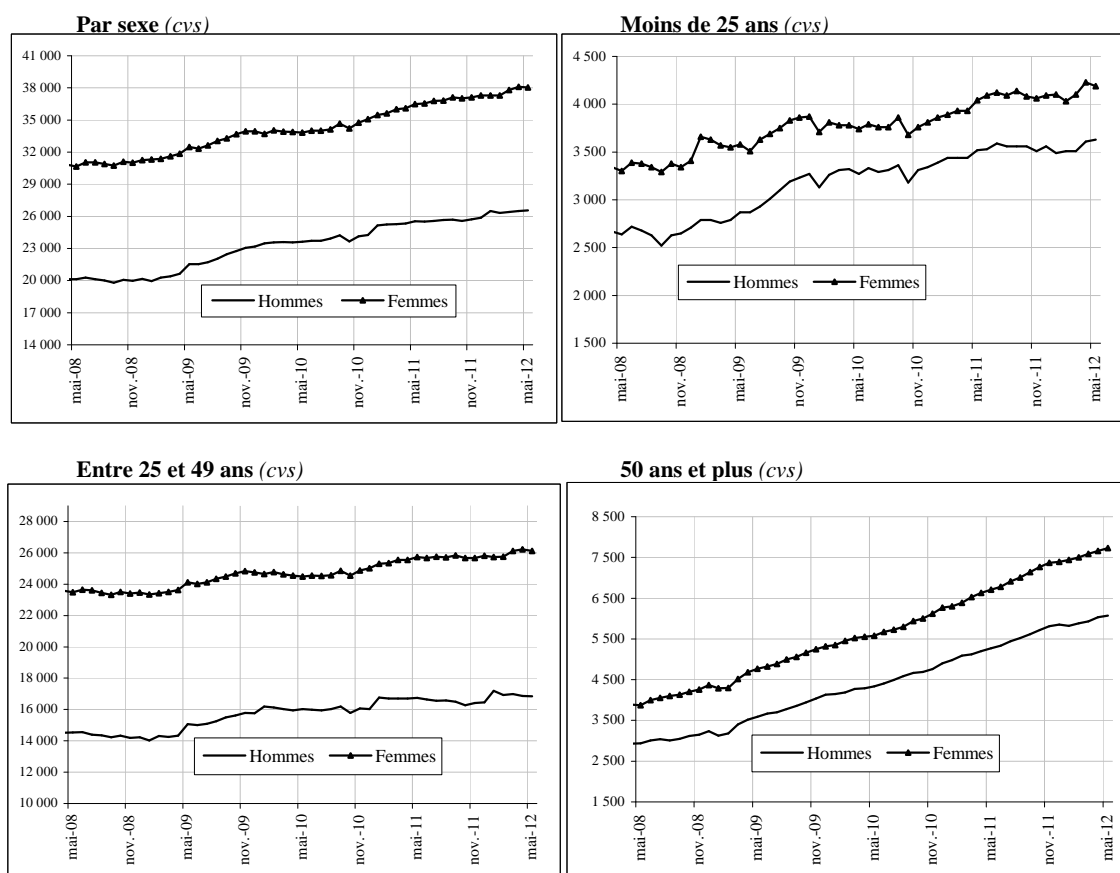 Par sexe (cvs)
41 000
38 000
35 000
32 000
29 000
26 000
23 000
20 000
17 000
14 000
Hommes
Femmes
mai-08
nov.-08
mai-09
nov.-09
mai-10
nov.-10
mai-11
nov.-11
mai-12
Moins de 25 ans (cvs)
4 500
4 000
3 500
3 000
2 500
2 000
1 500
Hommes
Femmes
mai-08
nov.-08
mai-09
nov.-09
mai-10
nov.-10
mai-11
nov.-11
mai-12
Entre 25 et 49 ans (cvs)
28 000
26 000
24 000
22 000
20 000
18 000
16 000
14 000
12 000
10 000
Hommes
Femmes
mai-08
nov.-08
mai-09
nov.-09
mai-10
nov.-10
mai-11
nov.-11
mai-12
50 ans et plus (cvs)
8 500
7 500
6 500
5 500
4 500
3 500
2 500
1 500
Hommes
Femmes
mai-08
nov.-08
mai-09
nov.-09
mai-10
nov.-10
mai-11
nov.-11
mai-12